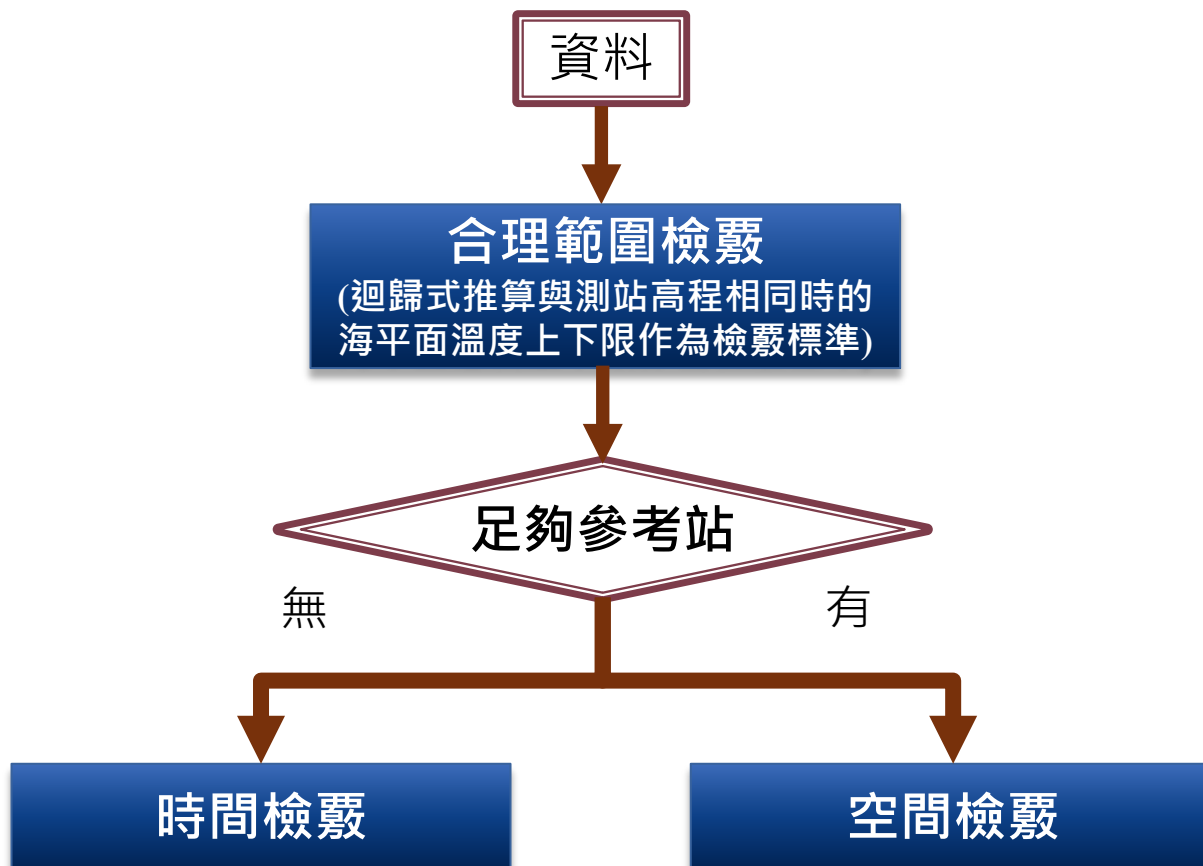 資料
合理範圍檢覈
(迴歸式推算與測站高程相同時的
海平面溫度上下限作為檢覈標準)
足夠參考站
無
有
時間檢覈
空間檢覈